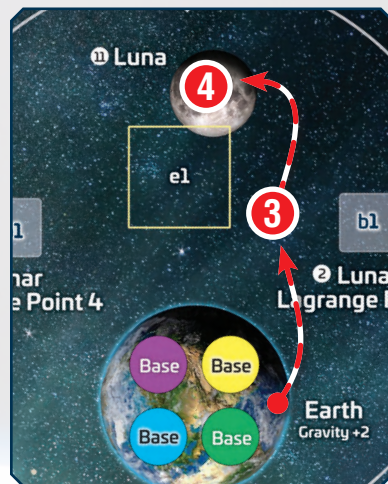 ⓫ Luna
4
e1
3
1
b1
nar
e Point 4
❷ Luna
Lagrange
Base
Base
Base
Base
Earth
Gravity +2